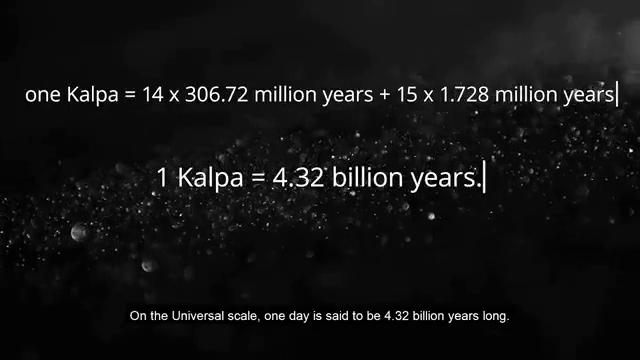 one Kalpa = 14 x 306.72 million years + 15 x 1.728 million years
1 Kalpa = 4.32 billion years.
On the Universal scale, one day is said to be 4.32 billion years long.